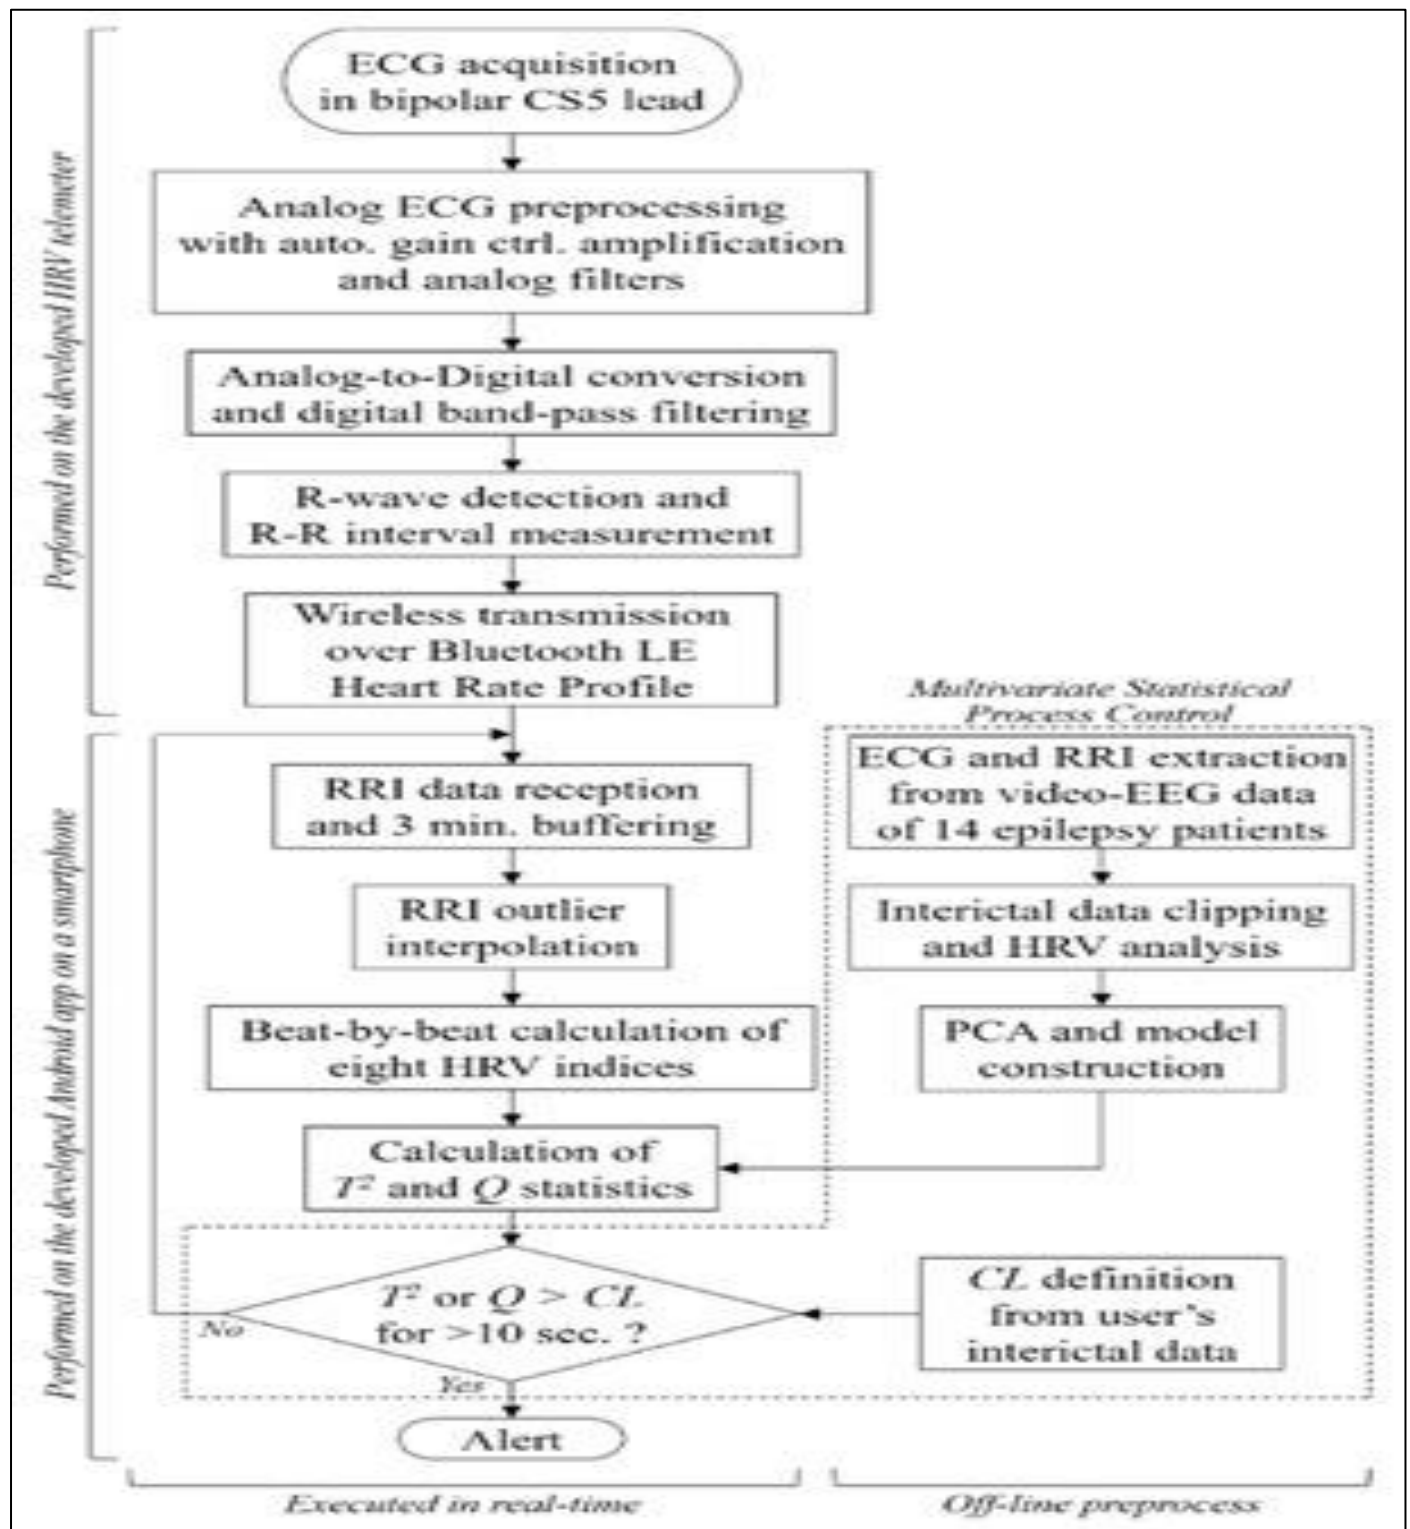 ECG acquisition
in bipolar CS5 lead
Analog ECG preprocessing
with auto. gain ctrl. amplification
and analog filters
Analog-to-Digital conversion
and digital band-pass filtering
R-wave detection and
R-R interval measurement
Wireless transmission
over Bluetooth LE
Heart Rate Profile
Performed on the developed HRV telemeter
RRI data reception
and 3 min. buffering
RRI outlier
interpolation
Beat-by-beat calculation of
eight HRV indices
Calculation of
T² and Q statistics
T² or Q > CL
for >10 sec. ?
No
Yes
Alert
Performed on the developed Android app on a smartphone
Multivariate Statistical
Process Control
ECG and RRI extraction
from video-EEG data
of 14 epilepsy patients
Interictal data clipping
and HRV analysis
PCA and model
construction
CL definition
from user's
interictal data
Executed in real-time
Off-line preprocess